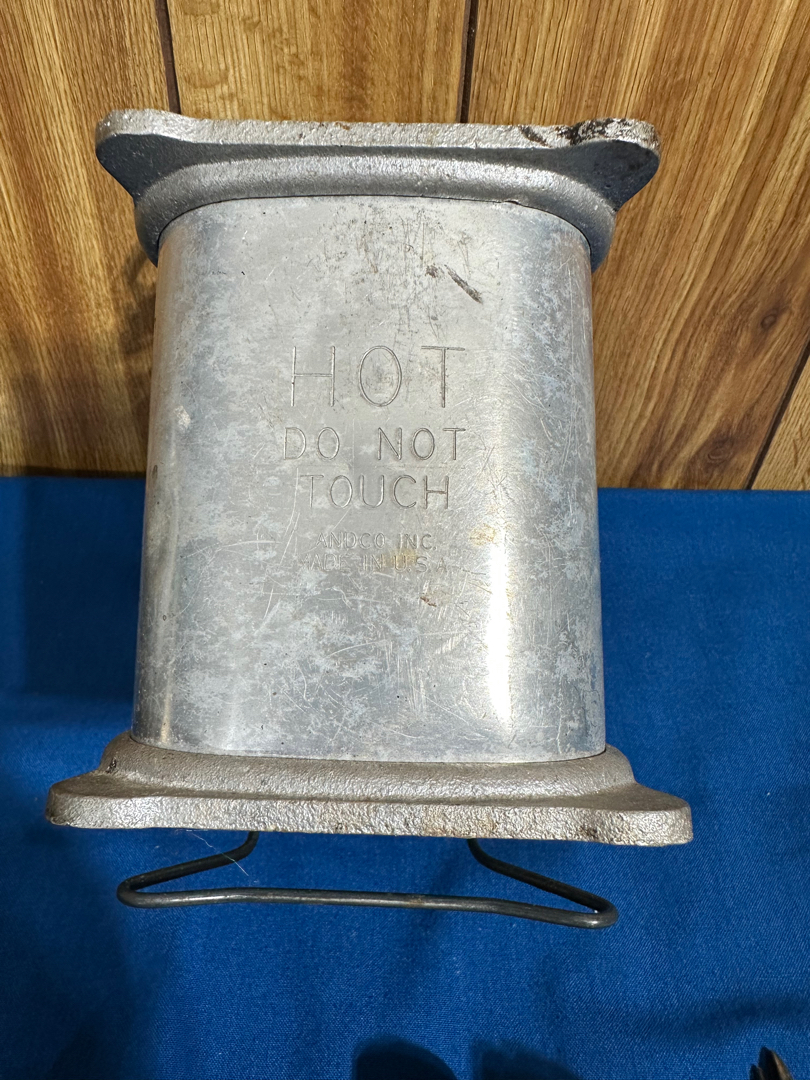 HOT
DO NOT
TOUCH
ANDCO INC.
MADE IN U.S.A.